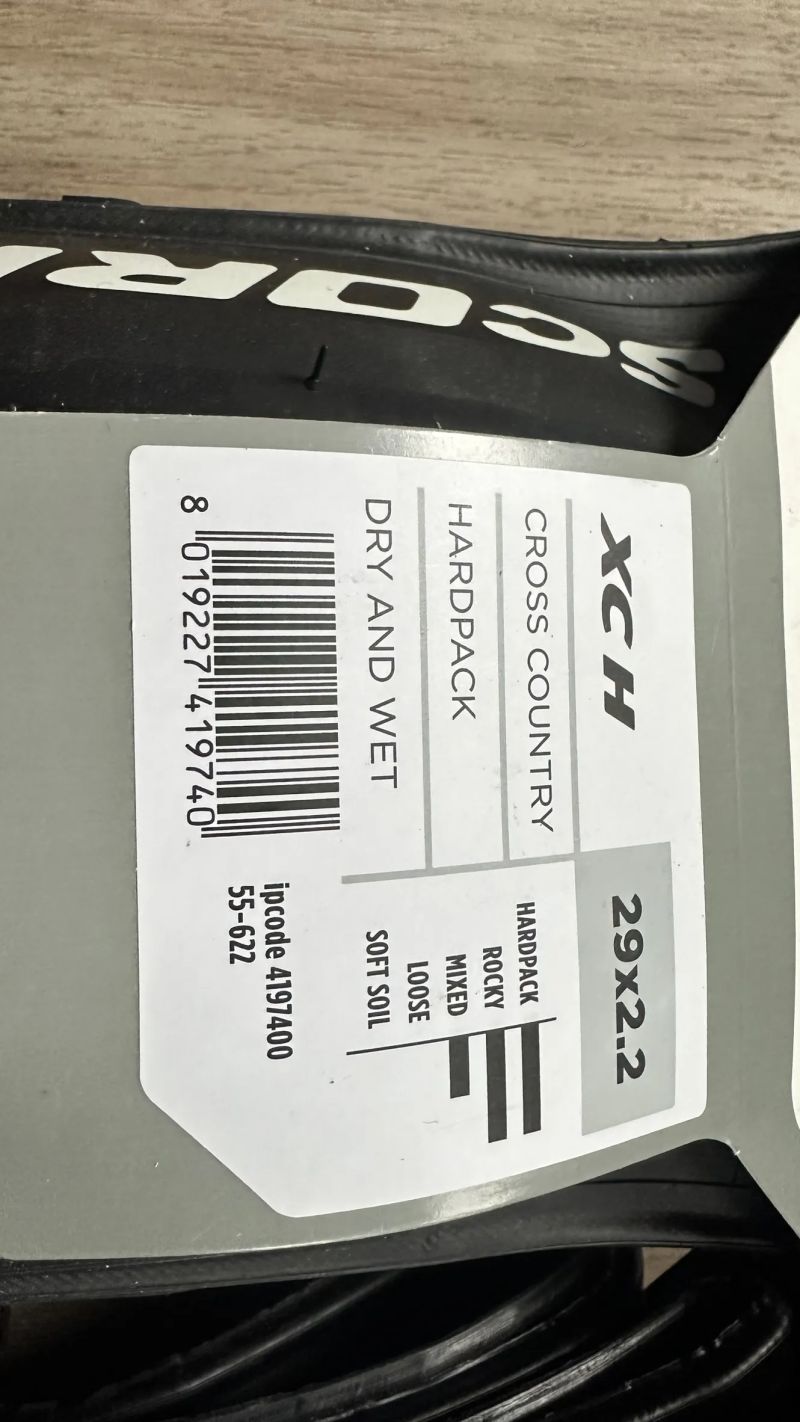 SCOR
XC H
29x2.2
CROSS COUNTRY
HARDPACK
DRY AND WET
HARDPACK
ROCKY
MIXED
LOOSE
SOFT SOIL
8 019227 419740
ipcode 4197400
55-622